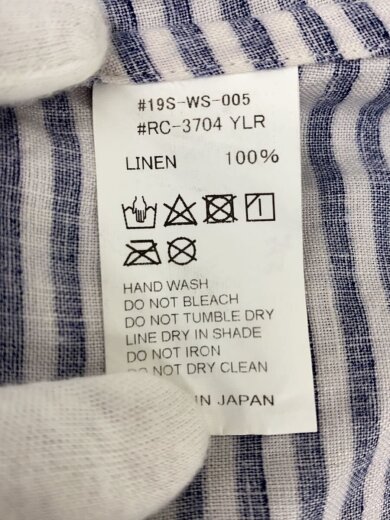 #19S-WS-005
#RC-3704 YLR
LINEN 100%
HAND WASH
DO NOT BLEACH
DO NOT TUMBLE DRY
LINE DRY IN SHADE
DO NOT IRON
DO NOT DRY CLEAN
IN JAPAN